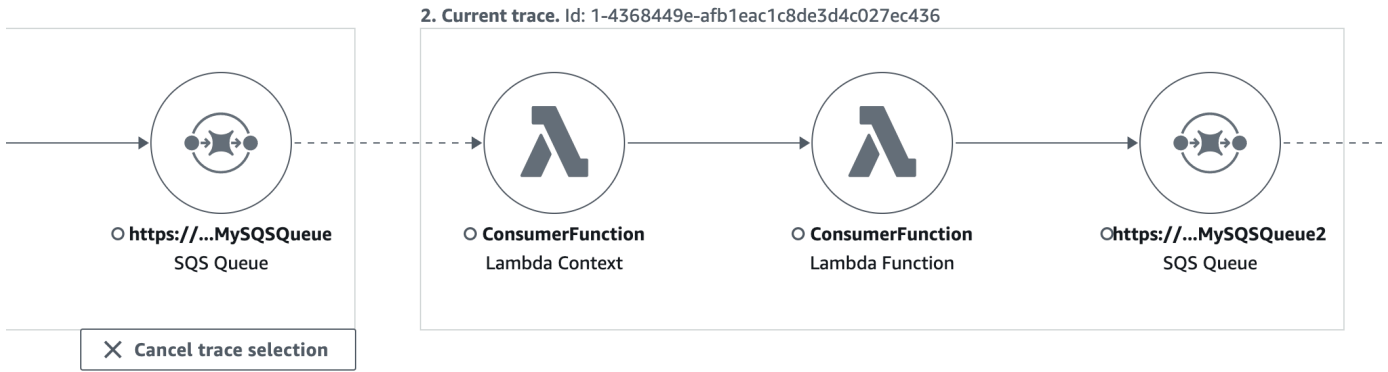 2. Current trace. Id: 1-4368449e-afb1eac1c8de3d4c027ec436
https://...MySQSQueue
SQS Queue
ConsumerFunction
Lambda Context
ConsumerFunction
Lambda Function
https://...MySQSQueue2
SQS Queue
Cancel trace selection